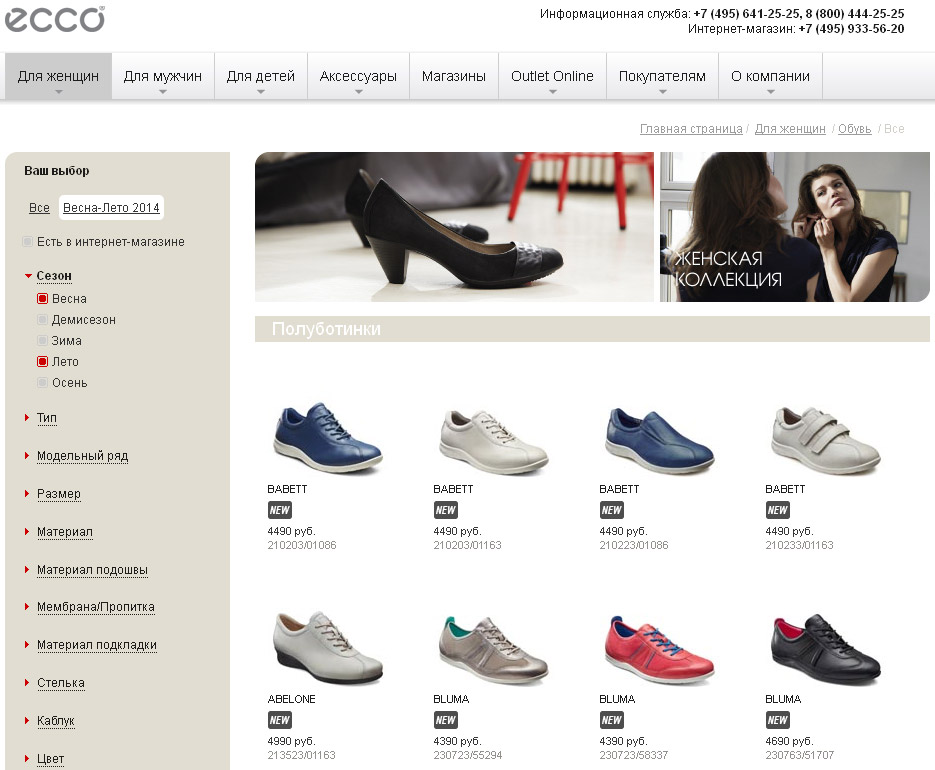 ecco®
Информационная служба: +7 (495) 641-25-25, 8 (800) 444-25-25
Интернет-магазин: +7 (495) 933-56-20
Для женщин Для мужчин Для детей Аксессуары Магазины Outlet Online Покупателям О компании
Главная страница / Для женщин / Обувь / Все
Ваш выбор
Все Весна-Лето 2014
Есть в интернет-магазине
Сезон
Весна
Демисезон
Зима
Лето
Осень
Тип
Модельный ряд
Размер
Материал
Материал подошвы
Мембрана/Пропитка
Материал подкладки
Стелька
Каблук
Цвет
ЖЕНСКАЯ
КОЛЛЕКЦИЯ
Полуботинки
BABETT BABETT BABETT BABETT
NEW NEW NEW NEW
4490 руб. 4490 руб. 4490 руб. 4490 руб.
210203/01086 210203/01163 210223/01086 210233/01163
ABELONE BLUMA BLUMA BLUMA
NEW NEW NEW NEW
4990 руб. 4390 руб. 4390 руб. 4690 руб.
213523/01163 230723/55294 230723/58337 230763/51707